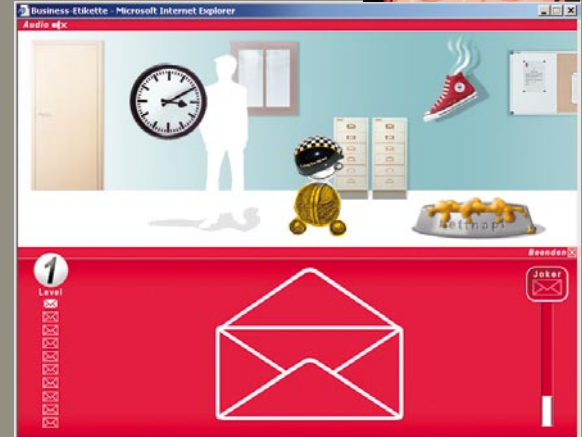 Business-Etikette - Microsoft Internet Explorer
Audio
Beenden
1
Level
Joker